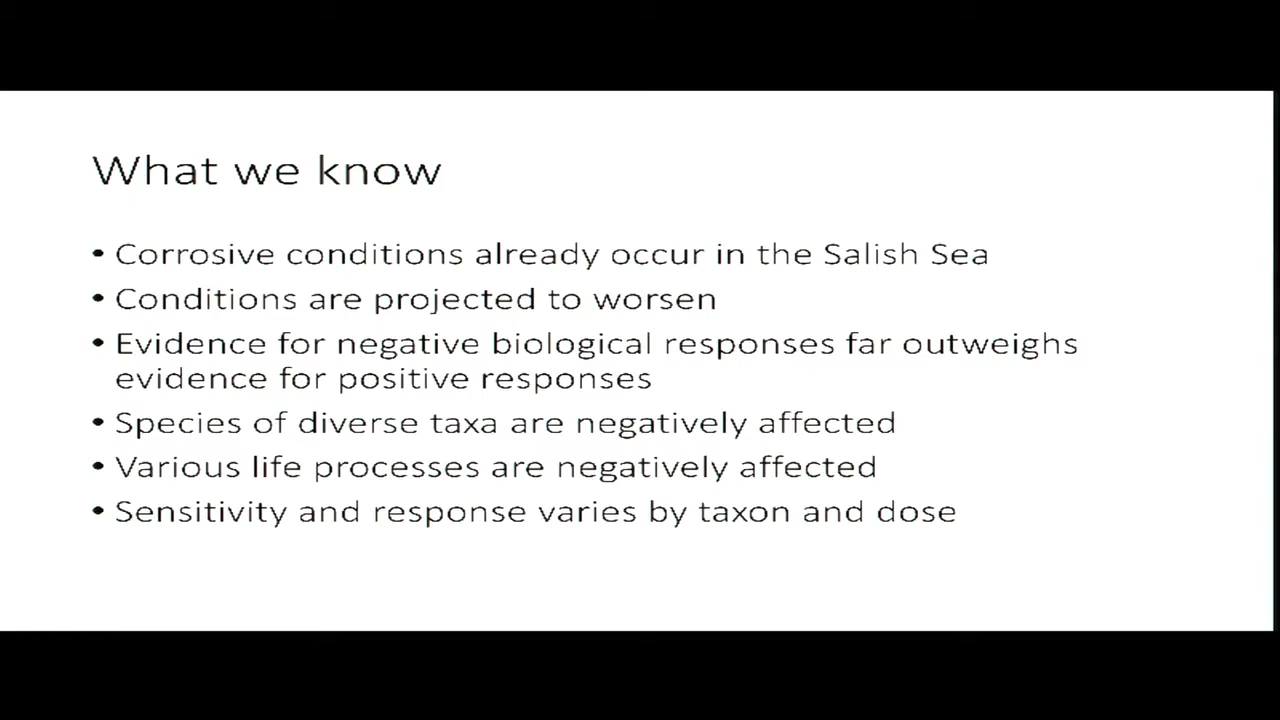 What we know
• Corrosive conditions already occur in the Salish Sea
• Conditions are projected to worsen
• Evidence for negative biological responses far outweighs
evidence for positive responses
• Species of diverse taxa are negatively affected
• Various life processes are negatively affected
• Sensitivity and response varies by taxon and dose